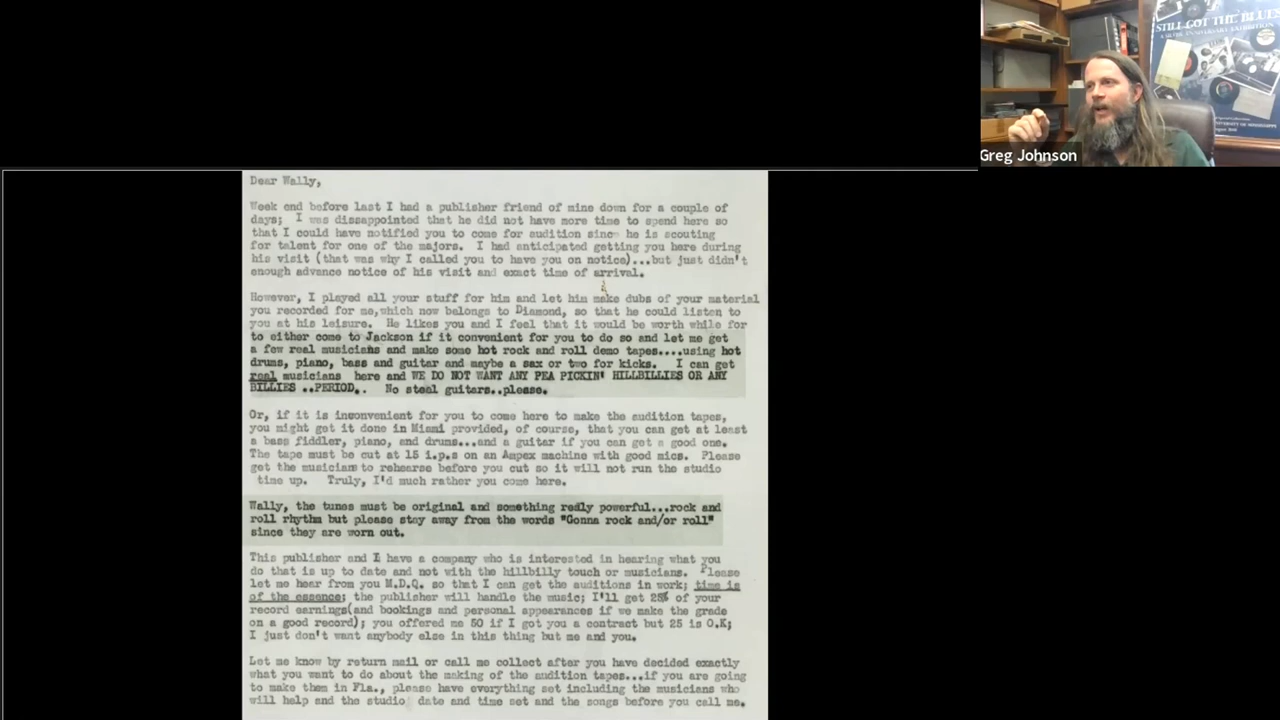 STILL GOT THE BLUES
Greg Johnson
Dear Wally,
Week end before last I had a publisher friend of mine down for a couple of
days; I was dissappointed that he did not have more time to spend here so
that I could have notified you to come for audition since he is scouting
for talent for one of the majors. I had anticipated getting you here during
his visit (that was why I called you to have you on notice)...but just didn't
enough advance notice of his visit and exact time of arrival.
However, I played all your stuff for him and let him make dubs of your material
you recorded for me,which now belongs to Diamond, so that he could listen to
you at his leisure. He likes you and I feel that it would be worth while for
to either come to Jackson if it convenient for you to do so and let me get
a few real musicians and make some hot rock and roll demo tapes....using hot
drums, piano, bass and guitar and maybe a sax or two for kicks. I can get
real musicians here and WE DO NOT WANT ANY PEA PICKIN' HILLBILLIES OR ANY
BILLIES ..PERIOD.. No steal guitars..please.
Or, if it is inconvenient for you to come here to make the audition tapes,
you might get it done in Miami provided, of course, that you can get at least
a bass fiddler, piano, and drums...and a guitar if you can get a good one.
The tape must be cut at 15 i.p.s on an Ampex machine with good mics. Please
get the musicians to rehearse before you cut so it will not run the studio
time up. Truly, I'd much rather you come here.
Wally, the tunes must be original and something really powerful...rock and
roll rhythm but please stay away from the words "Gonna rock and/or roll"
since they are worn out.
This publisher and I have a company who is interested in hearing what you
do that is up to date and not with the hillbilly touch or musicians. Please
let me hear from you M.D.Q. so that I can get the auditions in work; time is
of the essence; the publisher will handle the music; I'll get 25% of your
record earnings(and bookings and personal appearances if we make the grade
on a good record); you offered me 50 if I got you a contract but 25 is O.K;
I just don't want anybody else in this thing but me and you.
Let me know by return mail or call me collect after you have decided exactly
what you want to do about the making of the audition tapes...if you are going
to make them in Fla., please have everything set including the musicians who
will help and the studio date and time set and the songs before you call me.